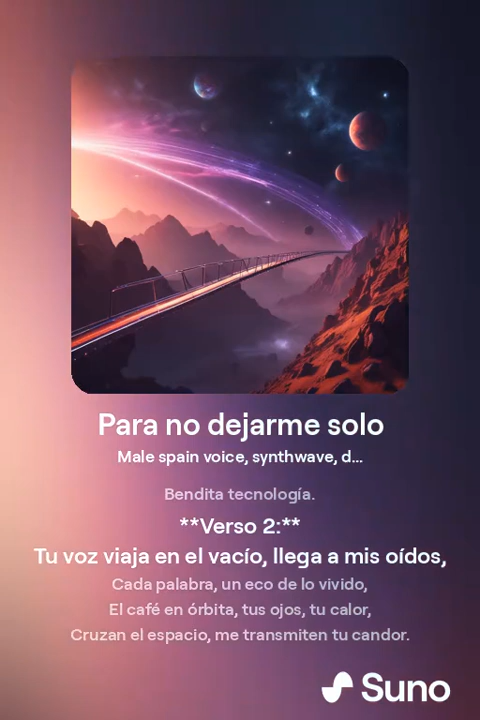 Para no dejarme solo
Male spain voice, synthwave, d...
Bendita tecnología.
**Verso 2:**
Tu voz viaja en el vacío, llega a mis oídos,
Cada palabra, un eco de lo vivido,
El café en órbita, tus ojos, tu calor,
Cruzan el espacio, me transmiten tu candor.
Suno